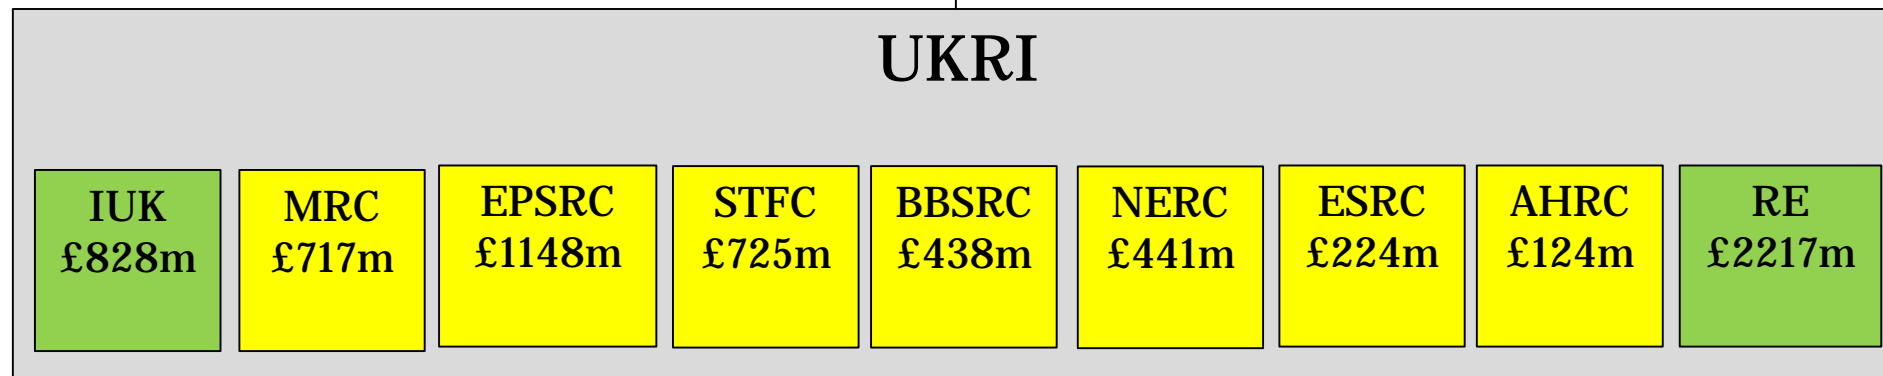 UKRI
IUK
£828m
MRC
£717m
EPSRC
£1148m
STFC
£725m
BBSRC
£438m
NERC
£441m
ESRC
£224m
AHRC
£124m
RE
£2217m